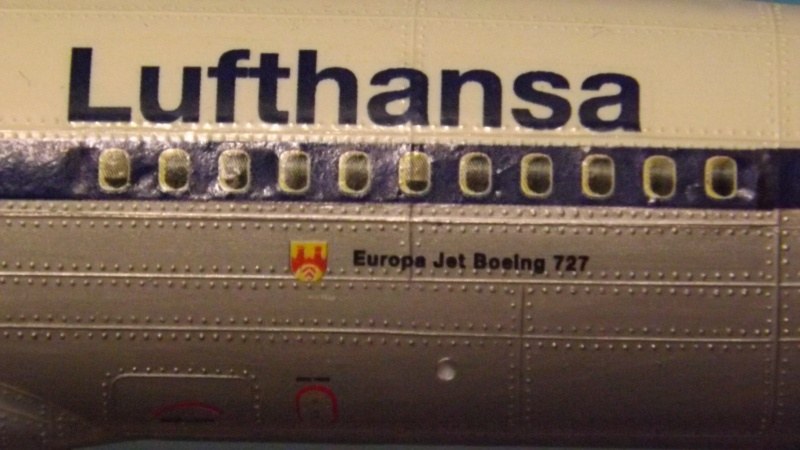 Lufthansa
Europa Jet Boeing 727